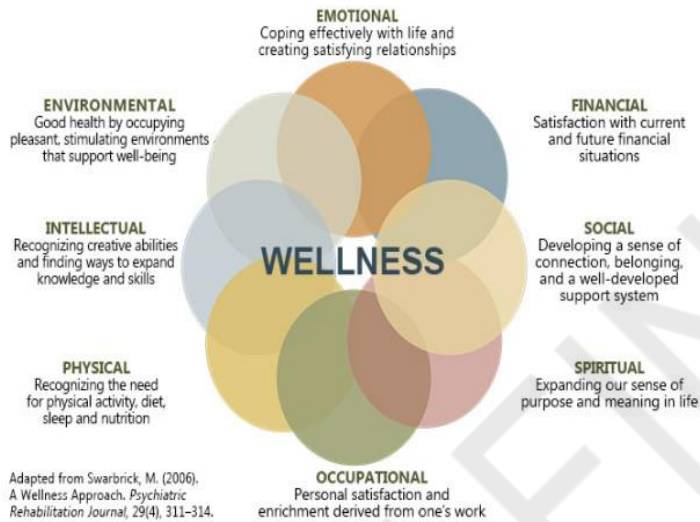 EMOTIONAL
Coping effectively with life and
creating satisfying relationships
ENVIRONMENTAL
Good health by occupying
pleasant, stimulating environments
that support well-being
FINANCIAL
Satisfaction with current
and future financial
situations
INTELLECTUAL
Recognizing creative abilities
and finding ways to expand
knowledge and skills
WELLNESS
SOCIAL
Developing a sense of
connection, belonging,
and a well-developed
support system
PHYSICAL
Recognizing the need
for physical activity, diet,
sleep and nutrition
SPIRITUAL
Expanding our sense of
purpose and meaning in life
OCCUPATIONAL
Personal satisfaction and
enrichment derived from one's work
Adapted from Swarbrick, M. (2006).
A Wellness Approach. Psychiatric
Rehabilitation Journal, 29(4), 311–314.